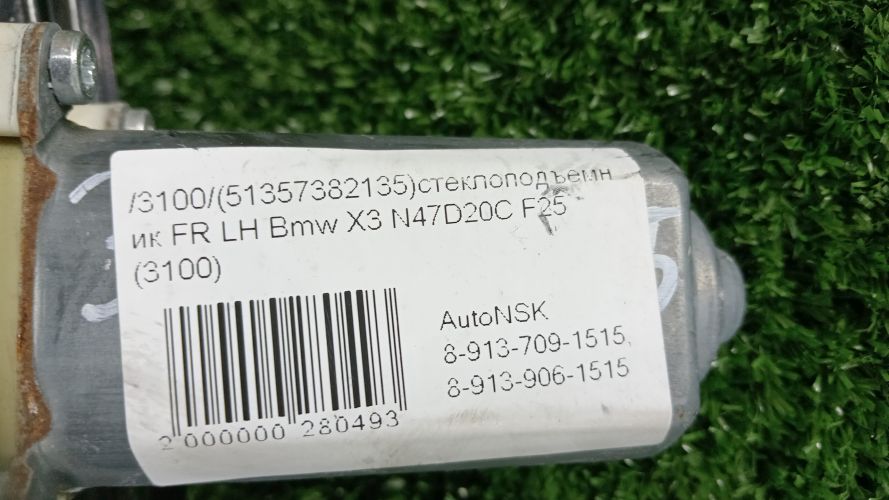 /3100/(51357382135)стеклоподъемн
ик FR LH Bmw X3 N47D20C F25
(3100)
AutoNSK
8-913-709-1515,
8-913-906-1515
2 000000 280493